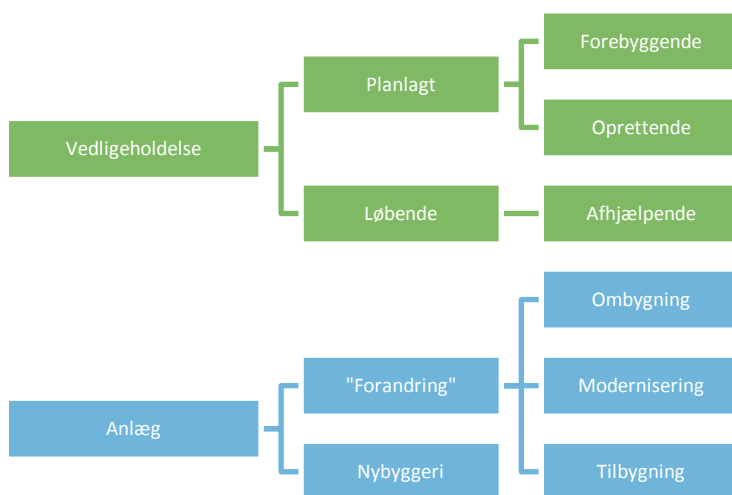 Forebyggende
Planlagt
Oprettende
Vedligeholdelse
Løbende
Afhjælpende
Ombygning
"Forandring"
Modernisering
Anlæg
Nybyggeri
Tilbygning